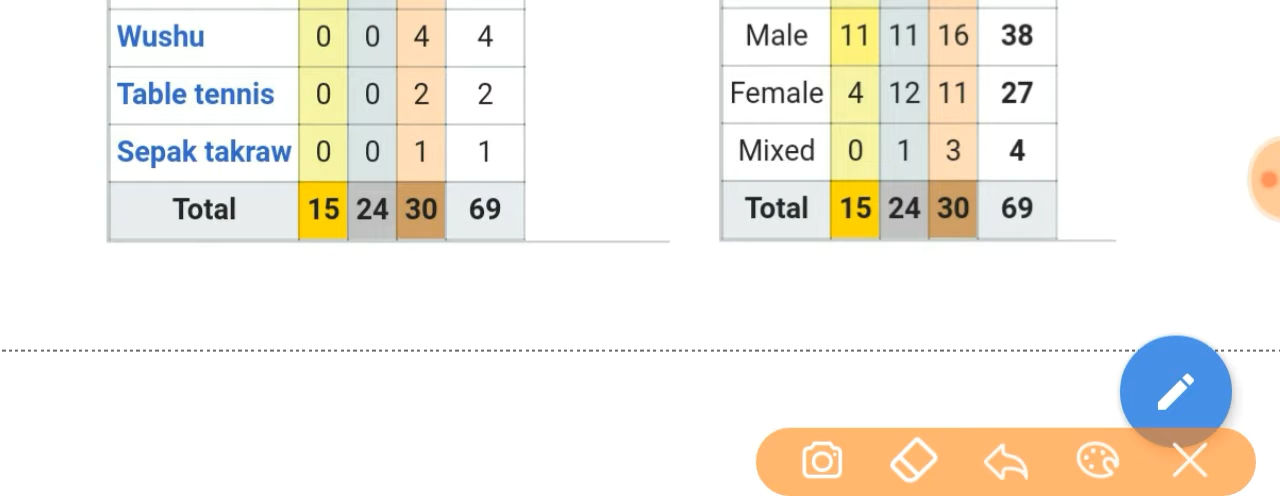 Wushu 0 0 4 4
Table tennis 0 0 2 2
Sepak takraw 0 0 1 1
Total 15 24 30 69
Male 11 11 16 38
Female 4 12 11 27
Mixed 0 1 3 4
Total 15 24 30 69